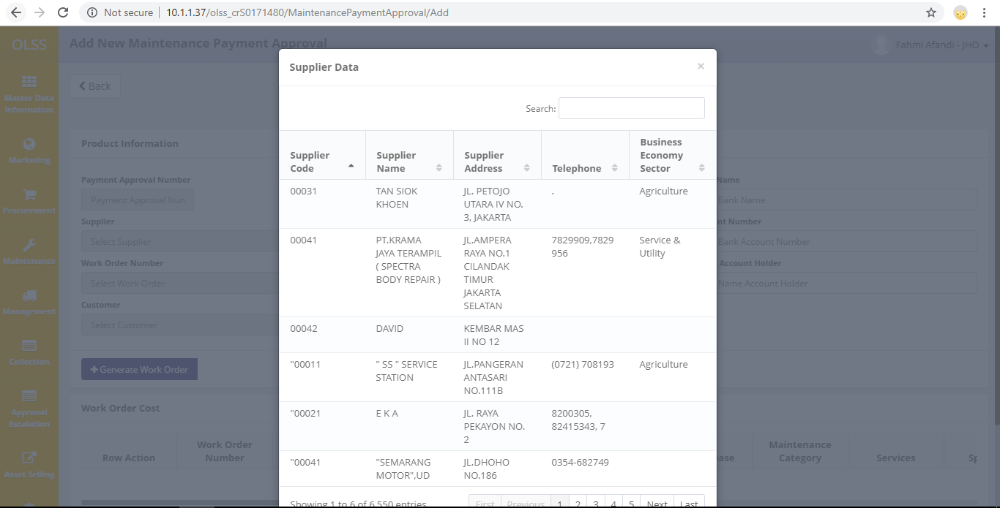 Not secure
10.1.1.37/olss_crS0171480/MaintenancePaymentApproval/Add
OLSS
Add New Maintenance Payment Approval
Fahmi Afandi - JHO
Master Data
Information
Marketing
Procurement
Maintenance
Management
Collection
Approval
Escalation
Asset Selling
Back
Product Information
Payment Approval Number
Payment Approval Nun
Supplier
Select Supplier
Work Order Number
Select Work Order
Customer
Select Customer
Generate Work Order
Name
Bank Name
nt Number
Bank Account Number
Account Holder
Name Account Holder
Work Order Cost
Row Action
Work Order
Number
ease
Maintenance
Category
Services
Sp
Supplier Data
×
Search:
Supplier
Code
Supplier
Name
Supplier
Address
Telephone
Business
Economy
Sector
00031
TAN SIOK
KHOEN
JL. PETOJO
UTARA IV NO.
3, JAKARTA
.
Agriculture
00041
PT.KRAMA
JAYA TERAMPIL
( SPECTRA
BODY REPAIR )
JL.AMPERA
RAYA NO.1
CILANDAK
TIMUR
JAKARTA
SELATAN
7829909,7829
956
Service &
Utility
00042
DAVID
KEMBAR MAS
II NO 12
"00011
" SS " SERVICE
STATION
JL.PANGERAN
ANTASARI
NO.111B
(0721) 708193
Agriculture
"00021
E K A
JL. RAYA
PEKAYON NO.
2
8200305,
82415343, 7
"00041
"SEMARANG
MOTOR",UD
JL.DHOHO
NO.186
0354-682749
Showing 1 to 6 of 6,550 entries
First Previous 1 2 3 4 5 Next Last